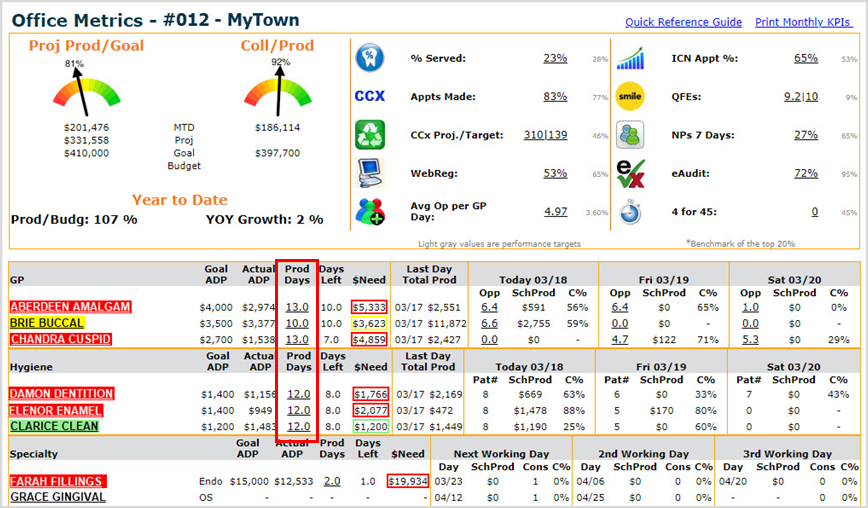 Office Metrics - #012 - MyTown
Quick Reference Guide Print Monthly KPIs
Proj Prod/Goal Coll/Prod
81% 92%
$201,476 MTD $186,114
$331,558 Proj
$410,000 Goal $397,700
Budget
Year to Date
Prod/Budg: 107 % YOY Growth: 2 %
% Served: 23% 28% ICN Appt %: 65% 53%
CCX Appts Made: 83% 77% smile QFEs: 9.2|10 9%
CCx Proj./Target: 310|139 46% NPs 7 Days: 27% 65%
WebReg: 53% 65% eAudit: 72% 95%
Avg Op per GP Day: 4.97 3.60% 4 for 45: 0 45%
Light gray values are performance targets *Benchmark of the top 20%
GP Goal ADP Actual ADP Prod Days Days Left $Need Last Day Total Prod Today 03/18 Fri 03/19 Sat 03/20
Opp SchProd C% Opp SchProd C% Opp SchProd C%
ABERDEEN AMALGAM $4,000 $2,974 13.0 10.0 $5,333 03/17 $2,551 6.4 $591 56% 6.4 $0 65% 1.0 $0 0%
BRIE BUCCAL $3,500 $3,377 10.0 10.0 $3,623 03/17 $11,872 6.6 $2,755 59% 0.0 $0 - 0.0 $0 -
CHANDRA CUSPID $2,700 $1,538 13.0 7.0 $4,859 03/17 $2,427 0.0 $0 - 4.7 $122 71% 5.3 $0 29%
Hygiene Goal ADP Actual ADP Prod Days Days Left $Need Last Day Total Prod Today 03/18 Fri 03/19 Sat 03/20
Pat# SchProd C% Pat# SchProd C% Pat# SchProd C%
DAMON DENTITION $1,400 $1,156 12.0 8.0 $1,766 03/17 $2,169 8 $669 63% 6 $0 33% 7 $0 43%
ELENOR ENAMEL $1,400 $949 12.0 8.0 $2,077 03/17 $472 8 $1,478 88% 5 $170 80% 0 $0 -
CLARICE CLEAN $1,200 $1,483 12.0 8.0 $1,200 03/17 $1,449 8 $1,190 25% 5 $0 60% 0 $0 -
Specialty Goal ADP Actual ADP Prod Days Days Left $Need Next Working Day 2nd Working Day 3rd Working Day
Day SchProd Cons C% Day SchProd Cons C% Day SchProd Cons C%
FARAH FILLINGS Endo $15,000 $12,533 2.0 1.0 $19,934 03/23 $0 1 0% 04/06 $0 0 0% 04/20 $0 0 0%
GRACE GINGIVAL OS - - - - - 04/12 $0 1 0% 04/25 $0 0 0% - - - -